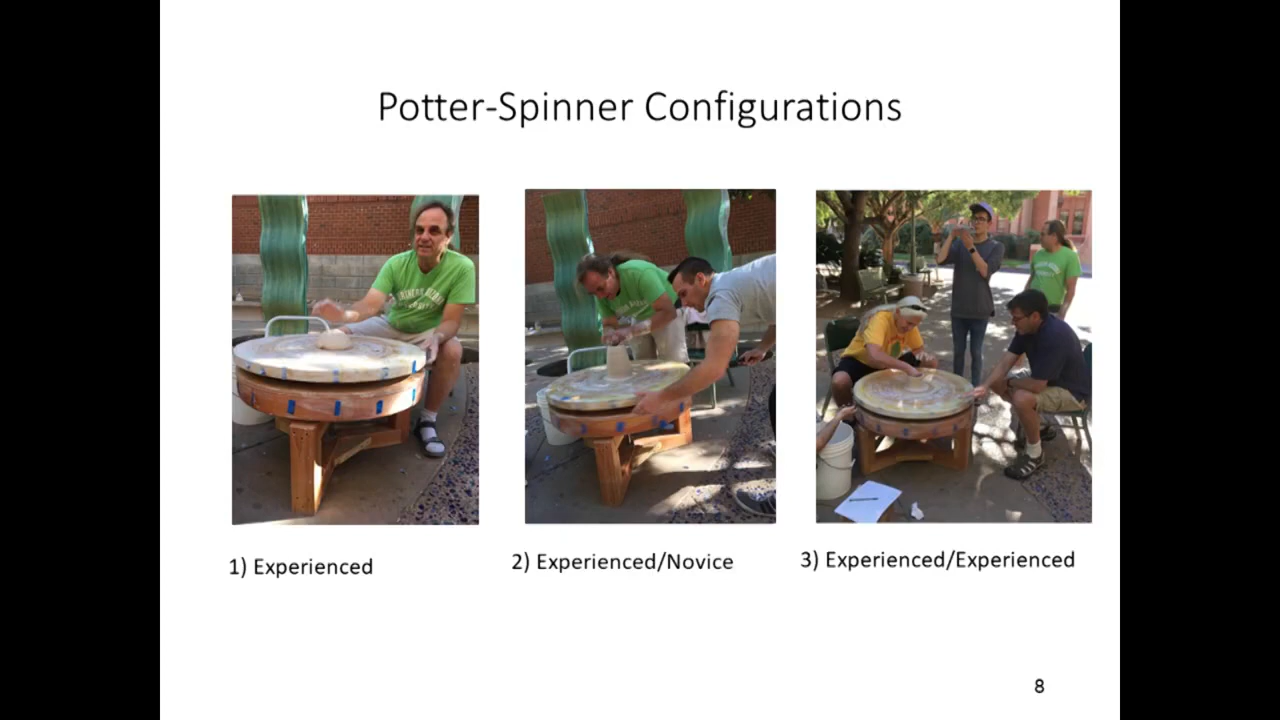 Potter-Spinner Configurations
1) Experienced
2) Experienced/Novice
3) Experienced/Experienced
8